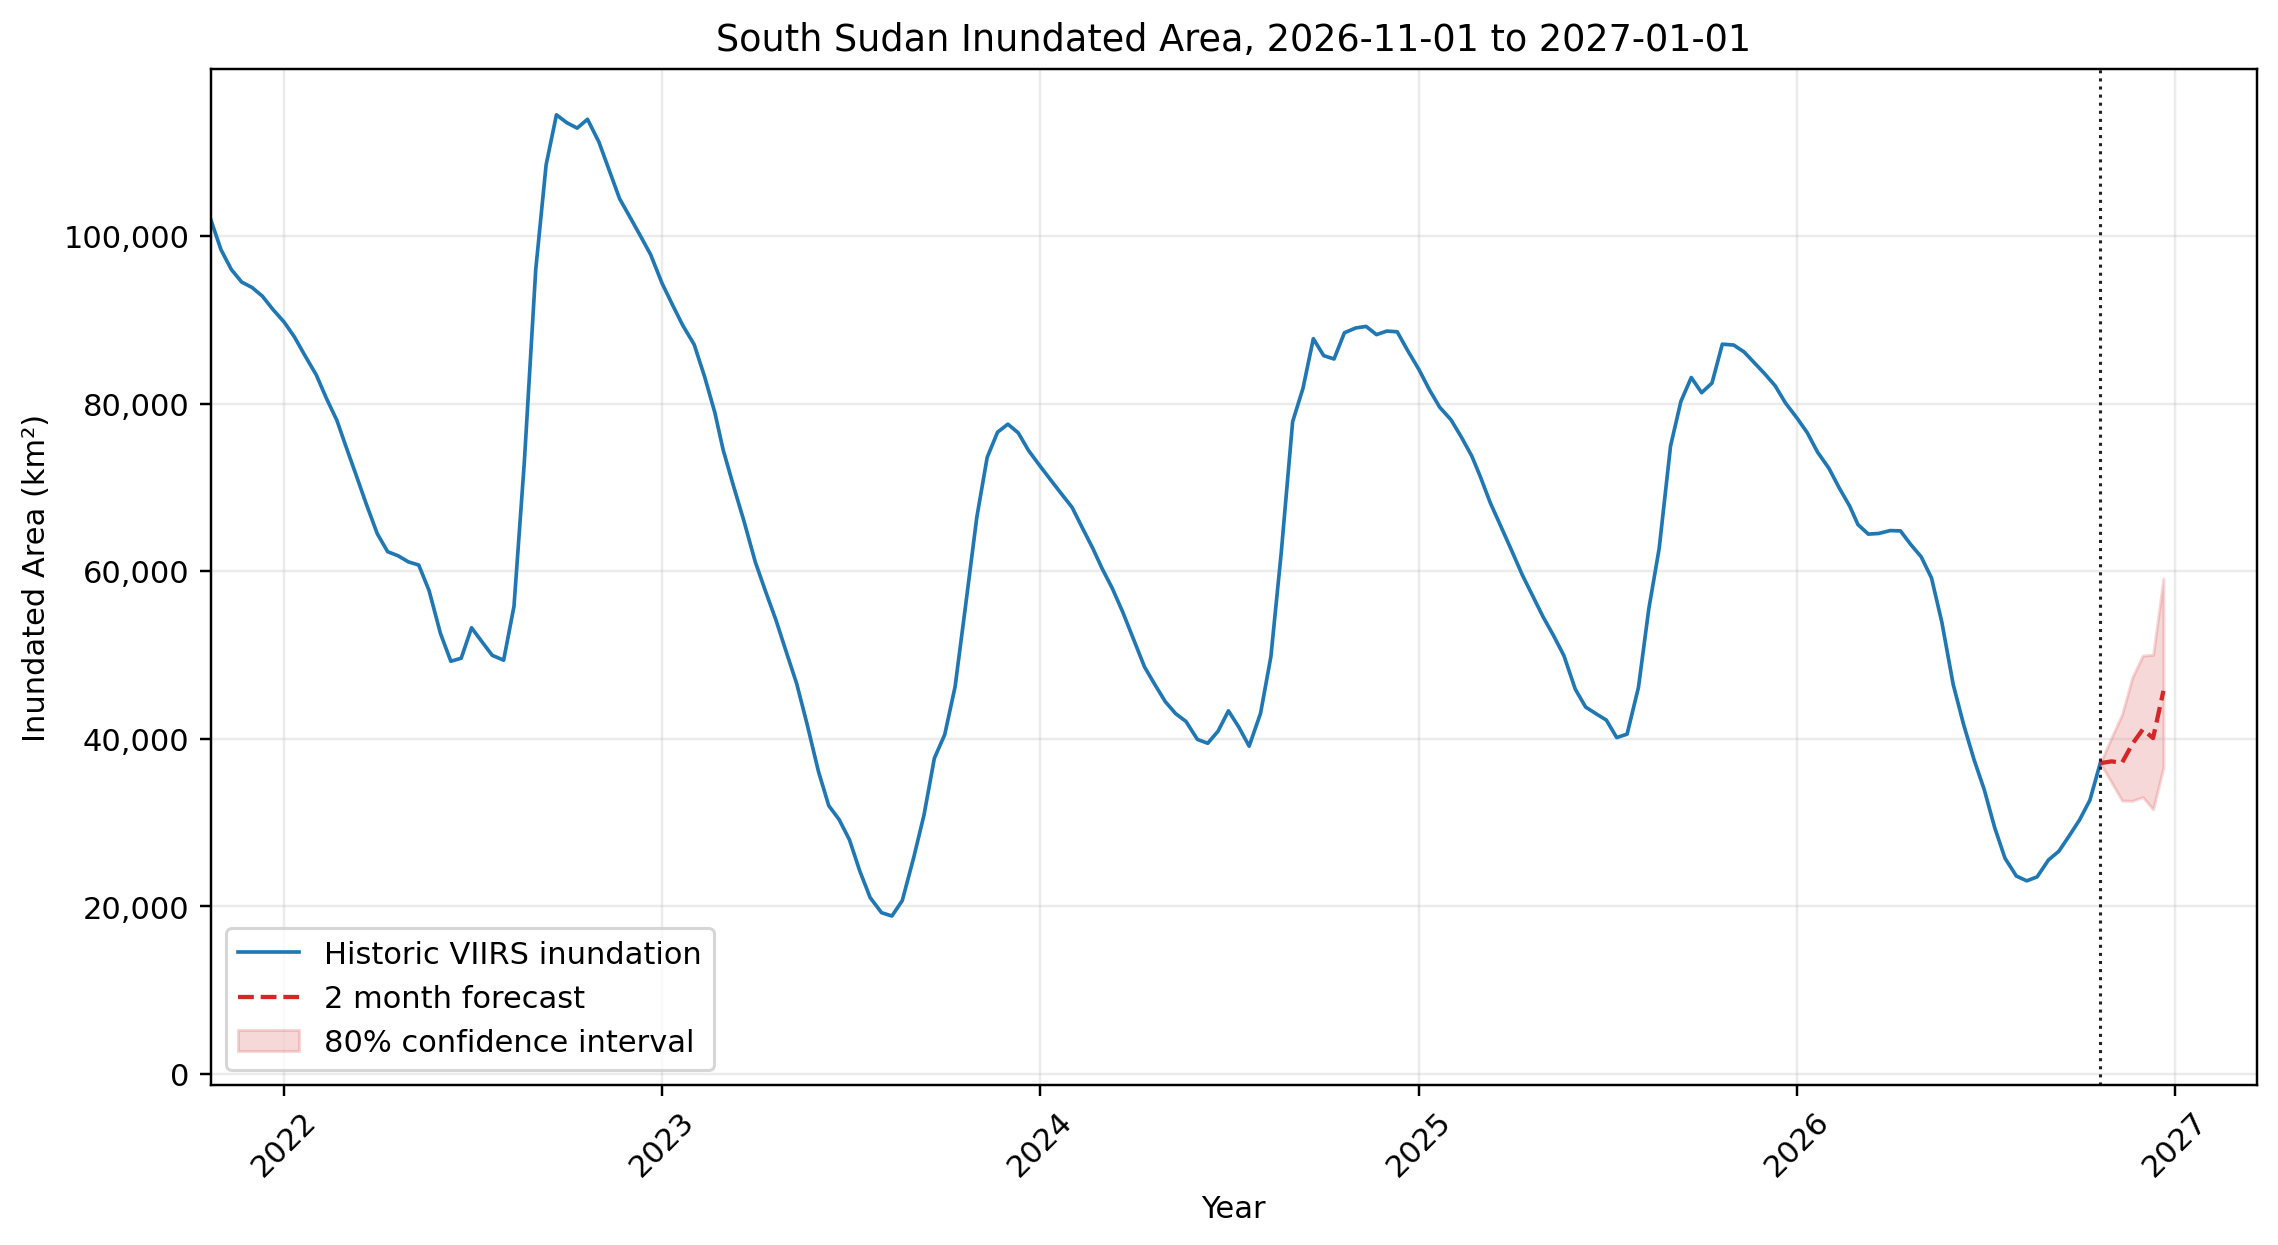 South Sudan Inundated Area, 2026-11-01 to 2027-01-01
Inundated Area (km²)
100,000
80,000
60,000
40,000
20,000
0
Historic VIIRS inundation
2 month forecast
80% confidence interval
2022
2023
2024
2025
2026
2027
Year